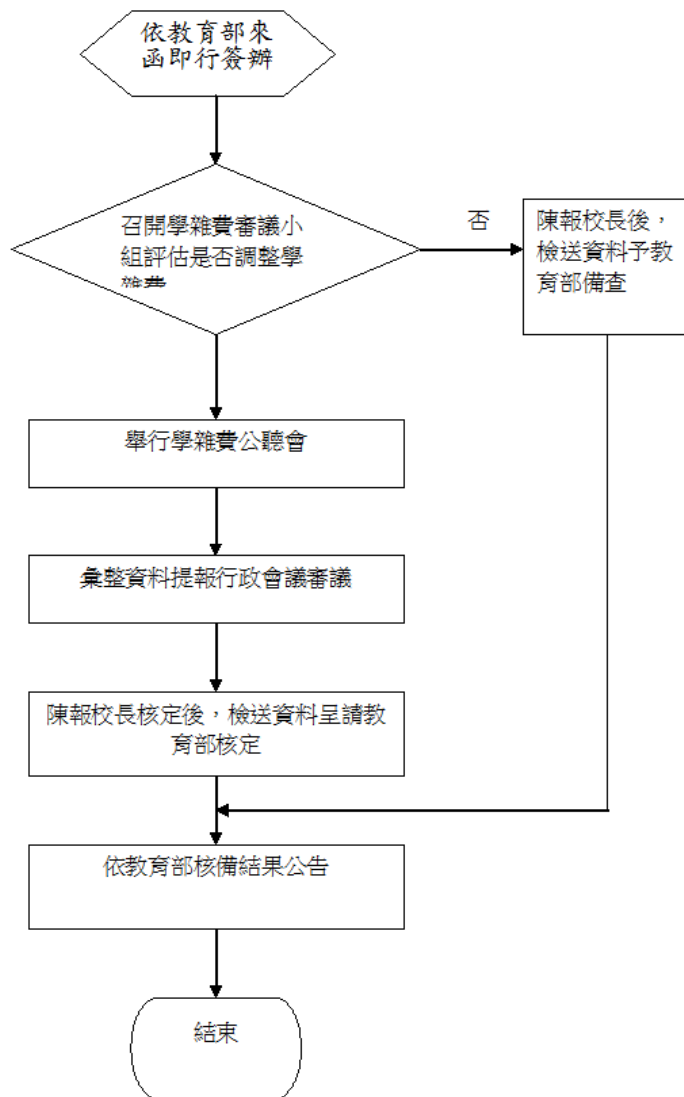 依教育部來
函即行簽辦
召開學雜費審議小
組評估是否調整學
雜費
否
陳報校長後，
檢送資料予教
育部備查
舉行學雜費公聽會
彙整資料提報行政會議審議
陳報校長核定後，檢送資料呈請教
育部核定
依教育部核備結果公告
結束